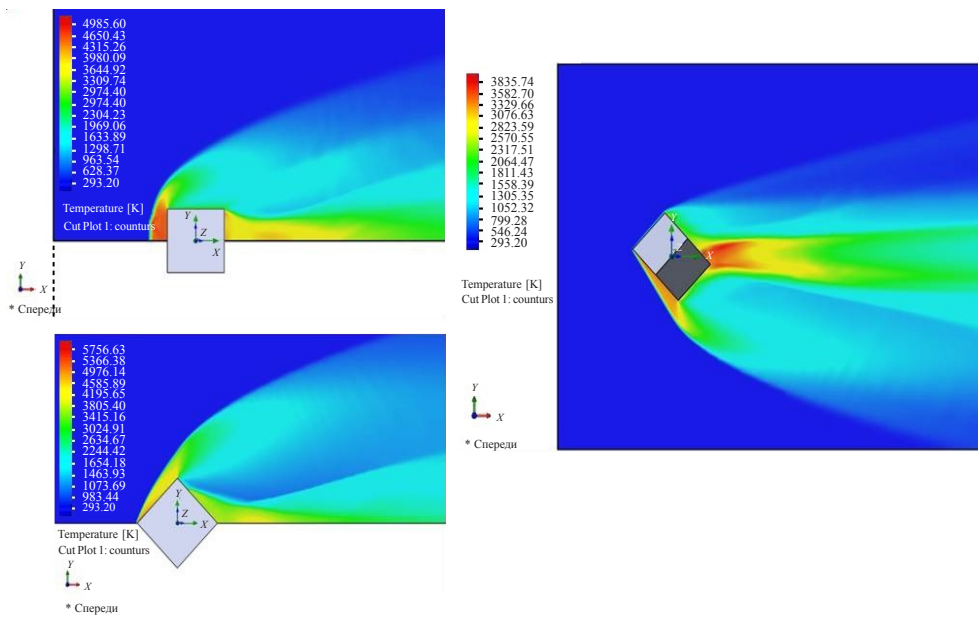 4985.60
4650.43
4315.26
3980.09
3644.92
3309.74
2974.40
2974.40
2304.23
1969.06
1633.89
1298.71
963.54
628.37
293.20
Temperature [K]
Cut Plot 1: counturs
Y
Z
X
Y
X
* Спереди
5756.63
5366.38
4976.14
4585.89
4195.65
3805.40
3415.16
3024.91
2634.67
2244.42
1654.18
1463.93
1073.69
983.44
293.20
Temperature [K]
Cut Plot 1: counturs
Y
Z
X
Y
X
* Спереди
3835.74
3582.70
3329.66
3076.63
2823.59
2570.55
2317.51
2064.47
1811.43
1558.39
1305.35
1052.32
799.28
546.24
293.20
Temperature [K]
Cut Plot 1: counturs
Y
Z
X
Y
X
* Спереди